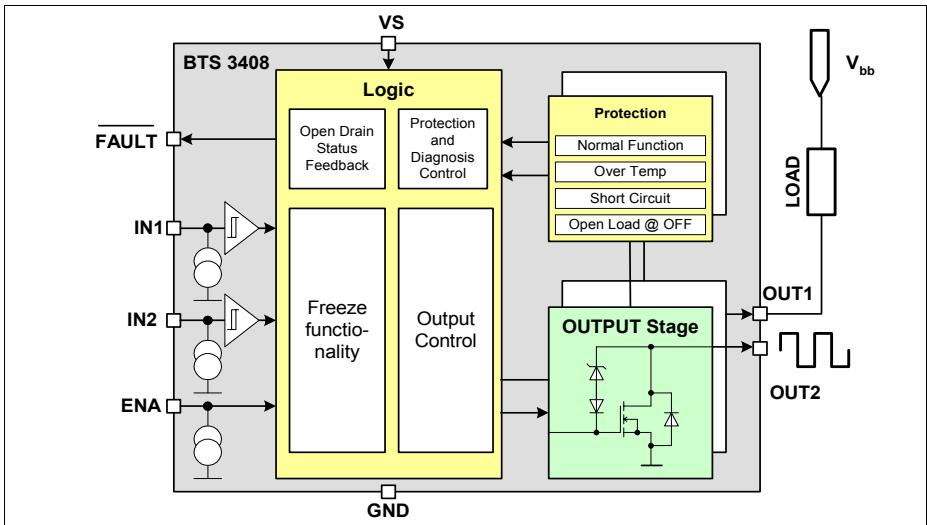 VS
BTS 3408
Logic
V_bb
Open Drain
Status
Feedback
Protection
and
Diagnosis
Control
Protection
Normal Function
Over Temp
Short Circuit
Open Load @ OFF
FAULT
LOAD
IN1
IN2
ENA
Freeze
functio-
nality
Output
Control
OUTPUT Stage
OUT1
OUT2
GND